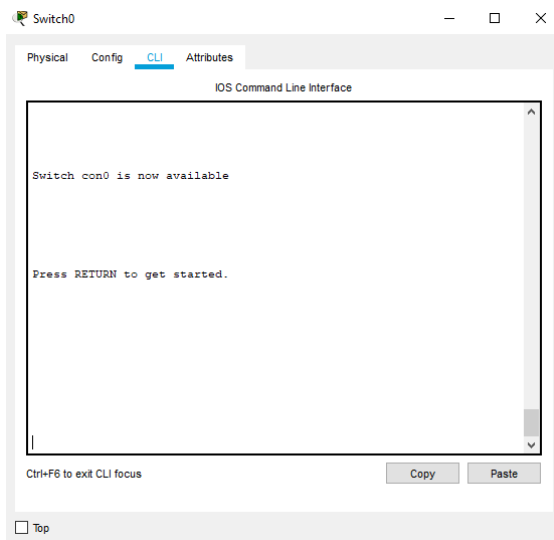 Switch0
Physical Config CLI Attributes
IOS Command Line Interface
Switch con0 is now available
Press RETURN to get started.
Ctrl+F6 to exit CLI focus
Copy Paste
Top